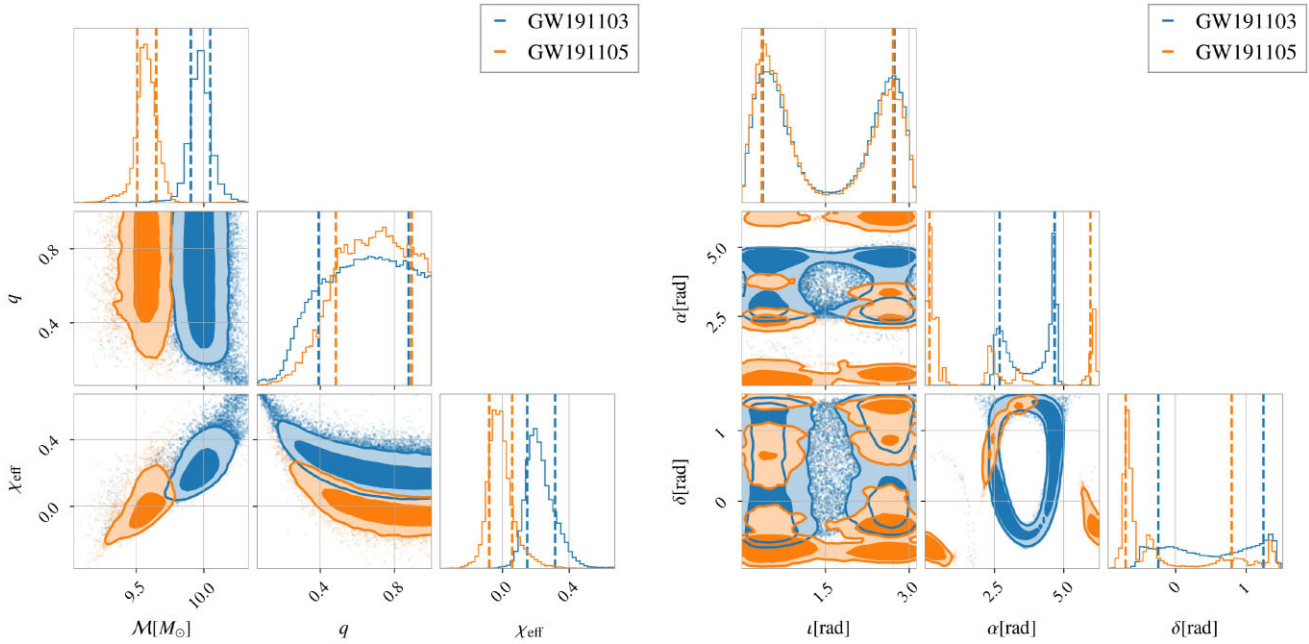 GW191103
GW191105
GW191103
GW191105
q
0.8
0.4
χeff
0.4
0.0
9.5
10.0
0.4
0.8
0.0
0.4
M[M⊙]
q
χeff
α[rad]
5.0
2.5
δ[rad]
1
0
1.5
3.0
2.5
5.0
0
1
ι[rad]
α[rad]
δ[rad]